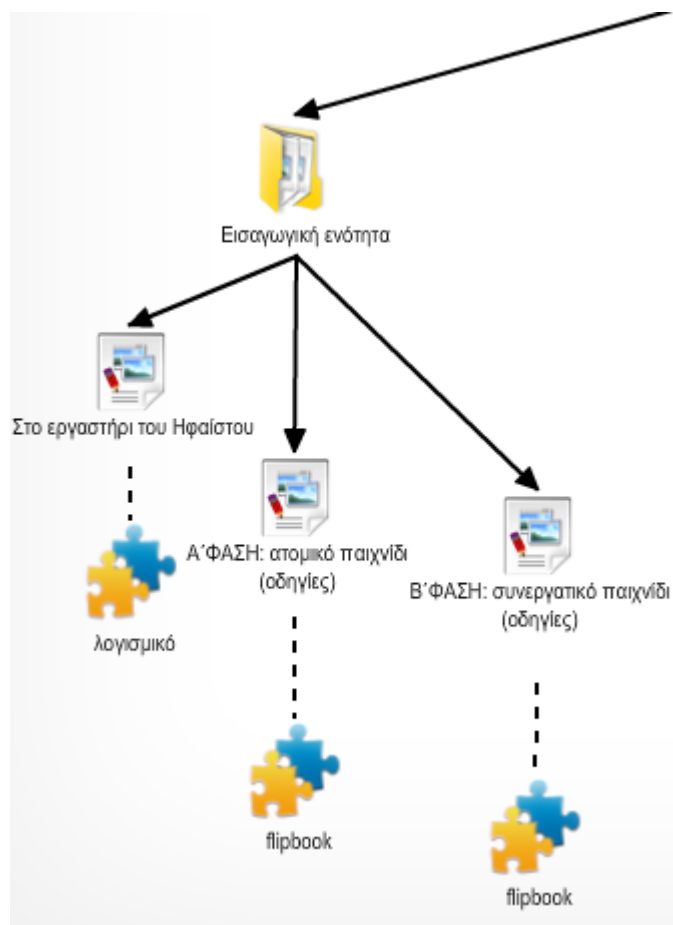 Εισαγωγική ενότητα
Στο εργαστήρι του Ηφαίστου
λογισμικό
Α΄ΦΑΣΗ: ατομικό παιχνίδι
(οδηγίες)
flipbook
Β΄ΦΑΣΗ: συνεργατικό παιχνίδι
(οδηγίες)
flipbook